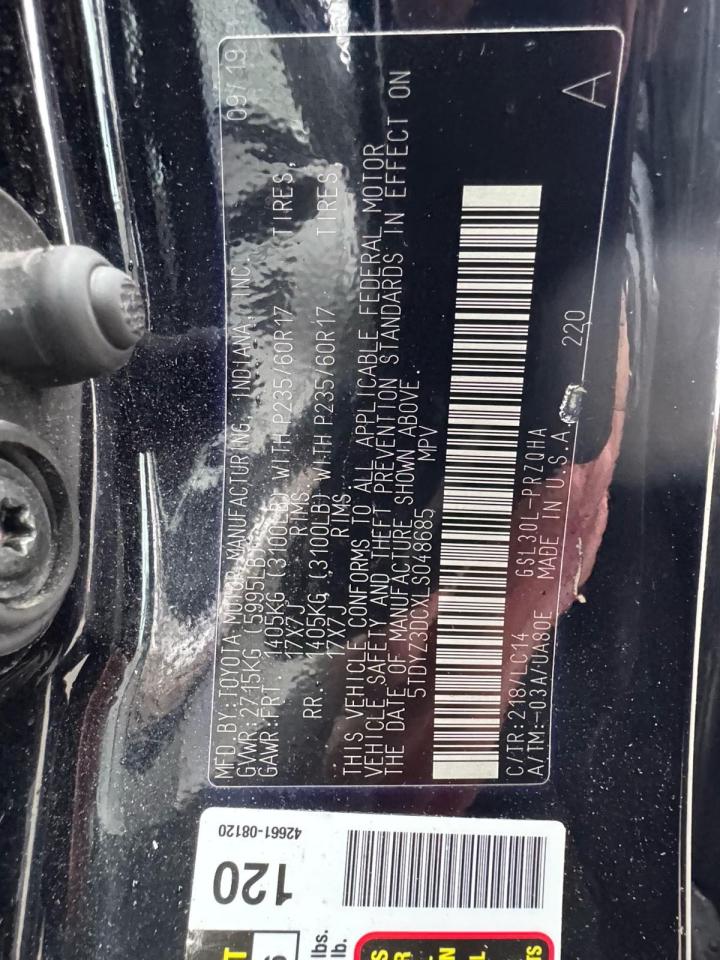 MFD.BY:TOYOTA MOTOR MANUFACTURING, INDIANA, INC. 09/19
GVWR:2715KG (5995LB)
GAWR:FRT. 1405KG (3100LB) WITH P235/60R17 TIRES,
17X7J RIMS
RR. 1405KG (3100LB) WITH P235/60R17 TIRES,
17X7J RIMS
THIS VEHICLE CONFORMS TO ALL APPLICABLE FEDERAL MOTOR
VEHICLE SAFETY AND THEFT PREVENTION STANDARDS IN EFFECT ON
THE DATE OF MANUFACTURE SHOWN ABOVE.
5TDYZ3DCXLS048685 MPV
C/TR:218/LC14 GSL30L-PRZQHA 220 A
A/TM:-03A/UA80E MADE IN U.S.A.
42661-08120
120
lbs.
lb.